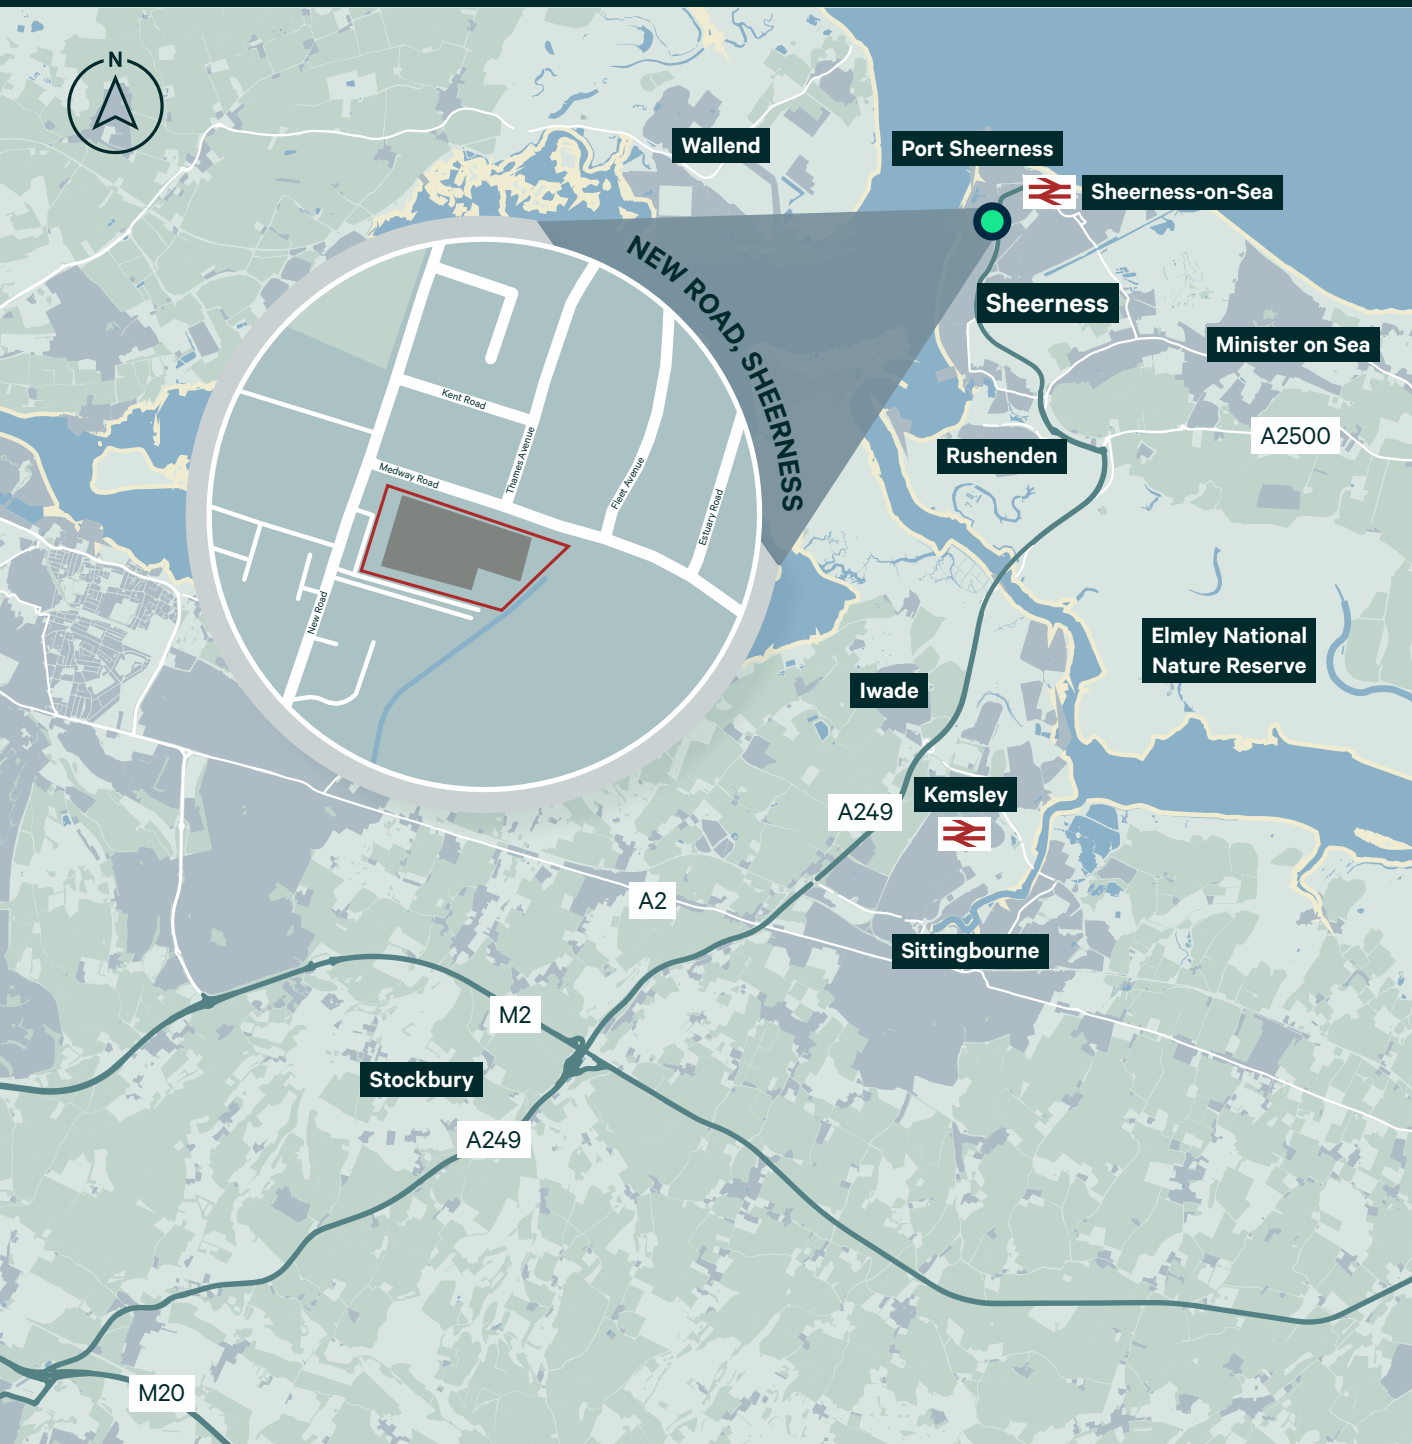 N
Wallend
Port Sheerness
Sheerness-on-Sea
NEW ROAD, SHEERNESS
Sheerness
Minister on Sea
Kent Road
A2500
Thames Avenue
Rushenden
Medway Road
Fleet Avenue
Estuary Road
New Road
Elmley National
Nature Reserve
Iwade
Kemsley
A249
A2
Sittingbourne
M2
Stockbury
A249
M20